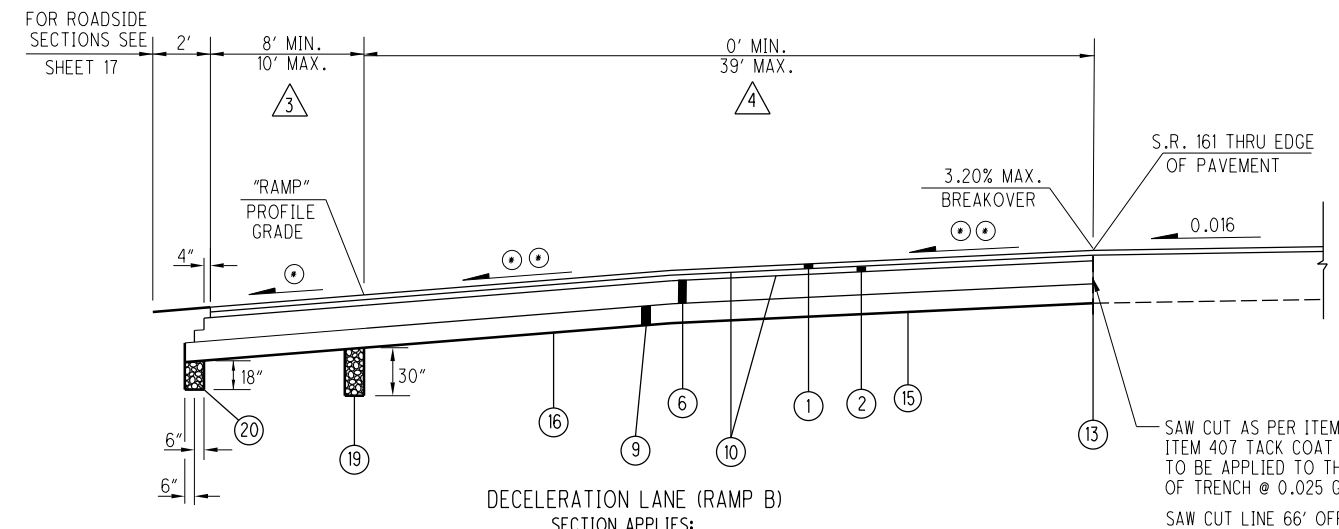 FOR ROADSIDE
SECTIONS SEE
SHEET 17
2'
8' MIN.
10' MAX.
3
0' MIN.
39' MAX.
4
S.R. 161 THRU EDGE
OF PAVEMENT
3.20% MAX.
BREAKOVER
0.016
"RAMP"
PROFILE
GRADE
4"
*
* *
* *
18"
30"
6"
6"
20
19
16
9
6
10
1
2
15
13
SAW CUT AS PER ITEM
ITEM 407 TACK COAT
TO BE APPLIED TO TH
OF TRENCH @ 0.025 G
SAW CUT LINE 66' OF
DECELERATION LANE (RAMP B)
SECTION APPLIES: